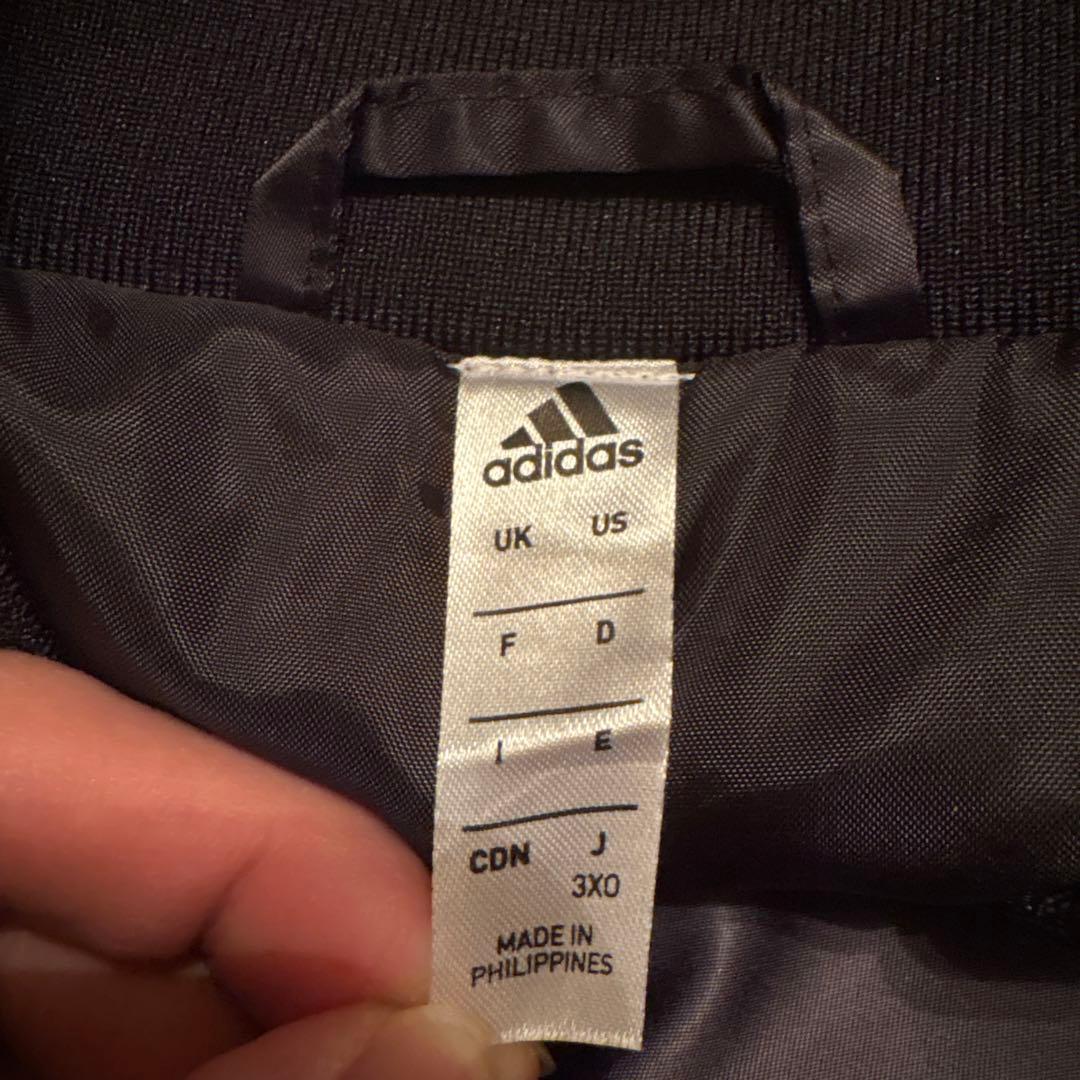 adidas
UK US
F D
I E
CDN J
3XO
MADE IN
PHILIPPINES